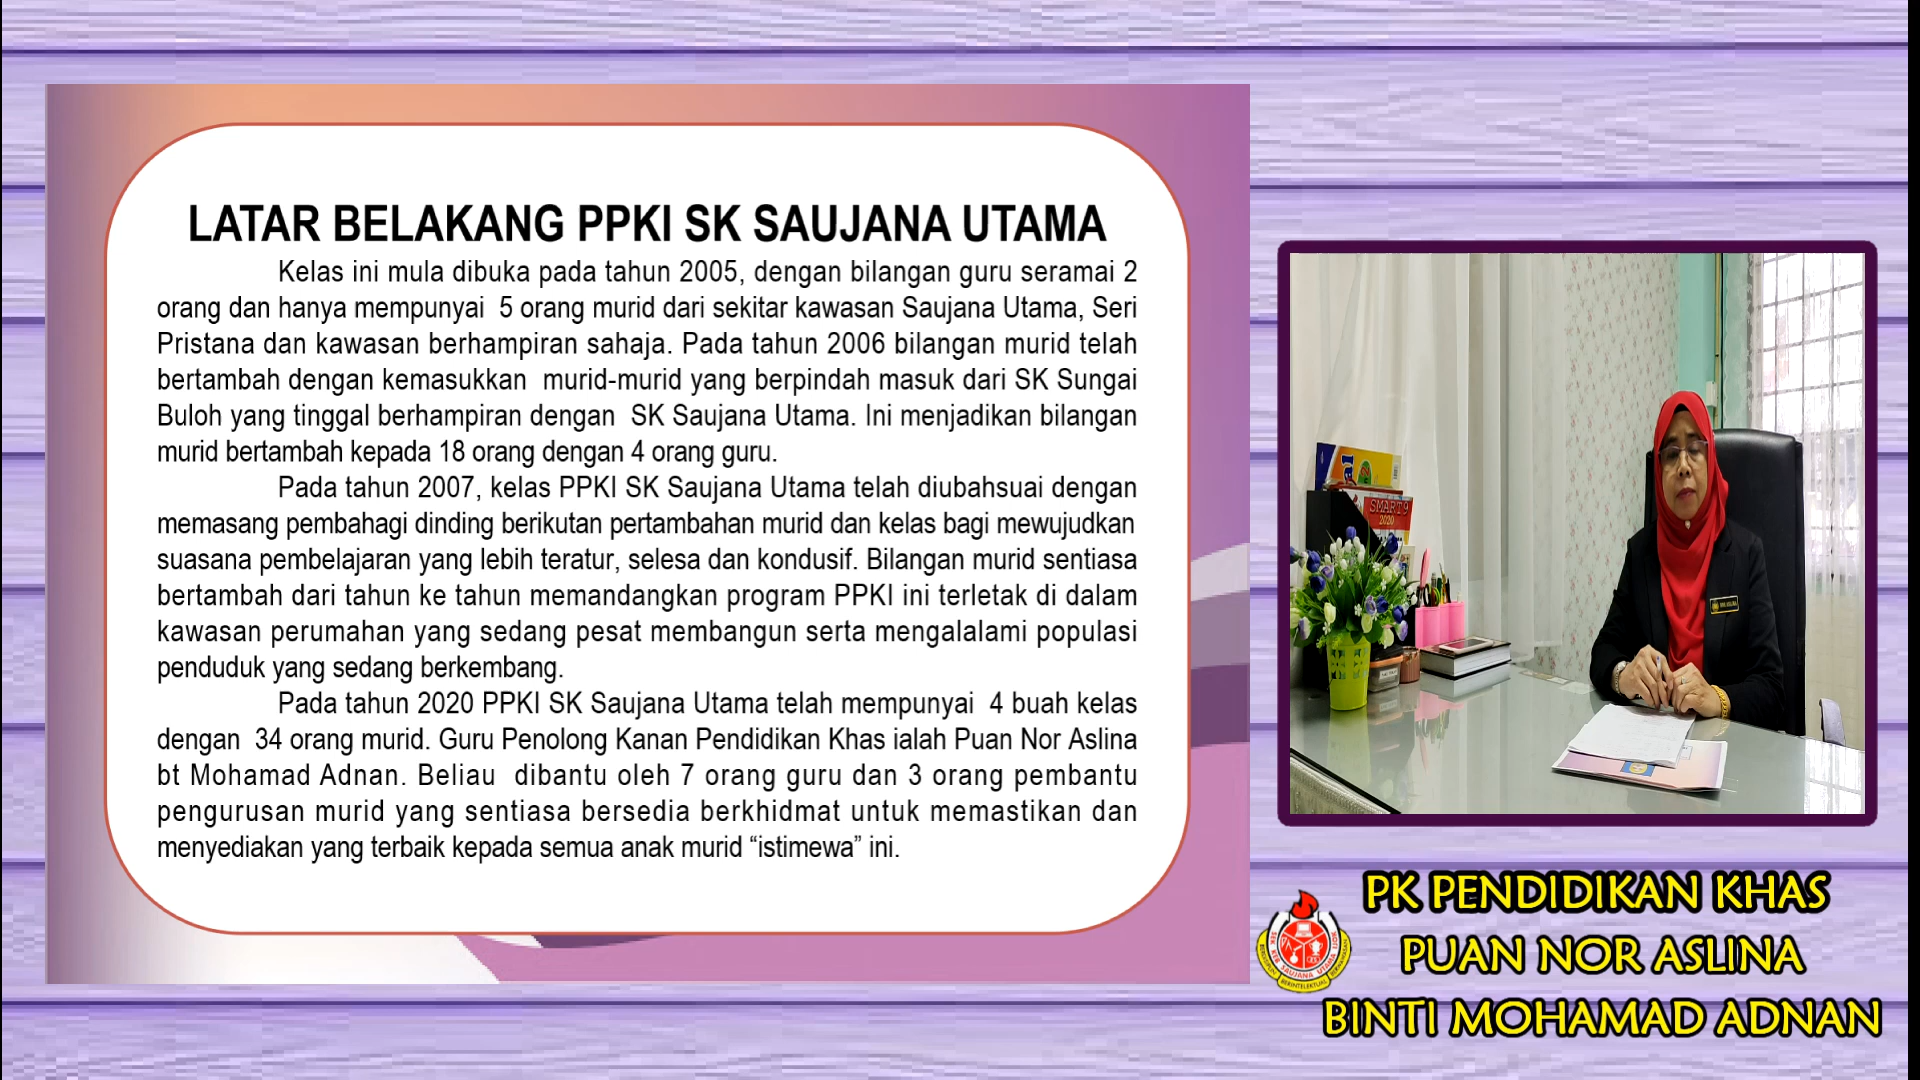 LATAR BELAKANG PPKI SK SAUJANA UTAMA
Kelas ini mula dibuka pada tahun 2005, dengan bilangan guru seramai 2
orang dan hanya mempunyai 5 orang murid dari sekitar kawasan Saujana Utama, Seri
Pristana dan kawasan berhampiran sahaja. Pada tahun 2006 bilangan murid telah
bertambah dengan kemasukkan murid-murid yang berpindah masuk dari SK Sungai
Buloh yang tinggal berhampiran dengan SK Saujana Utama. Ini menjadikan bilangan
murid bertambah kepada 18 orang dengan 4 orang guru.
Pada tahun 2007, kelas PPKI SK Saujana Utama telah diubahsuai dengan
memasang pembahagi dinding berikutan pertambahan murid dan kelas bagi mewujudkan
suasana pembelajaran yang lebih teratur, selesa dan kondusif. Bilangan murid sentiasa
bertambah dari tahun ke tahun memandangkan program PPKI ini terletak di dalam
kawasan perumahan yang sedang pesat membangun serta mengalalami populasi
penduduk yang sedang berkembang.
Pada tahun 2020 PPKI SK Saujana Utama telah mempunyai 4 buah kelas
dengan 34 orang murid. Guru Penolong Kanan Pendidikan Khas ialah Puan Nor Aslina
bt Mohamad Adnan. Beliau dibantu oleh 7 orang guru dan 3 orang pembantu
pengurusan murid yang sentiasa bersedia berkhidmat untuk memastikan dan
menyediakan yang terbaik kepada semua anak murid “istimewa” ini.
SMART9
2020
NOR ASLINA
SAUJANA UTAMA
BERINTELEKTUAL
PK PENDIDIKAN KHAS
PUAN NOR ASLINA
BINTI MOHAMAD ADNAN